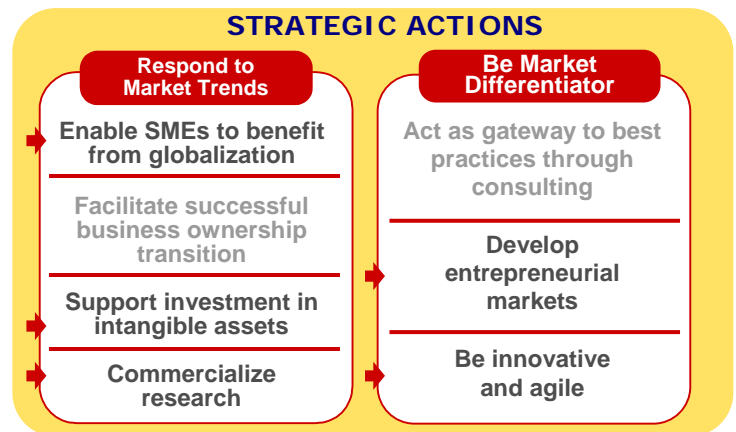 STRATEGIC ACTIONS
Respond to
Market Trends
Enable SMEs to benefit
from globalization
Facilitate successful
business ownership
transition
Support investment in
intangible assets
Commercialize
research
Be Market
Differentiator
Act as gateway to best
practices through
consulting
Develop
entrepreneurial
markets
Be innovative
and agile